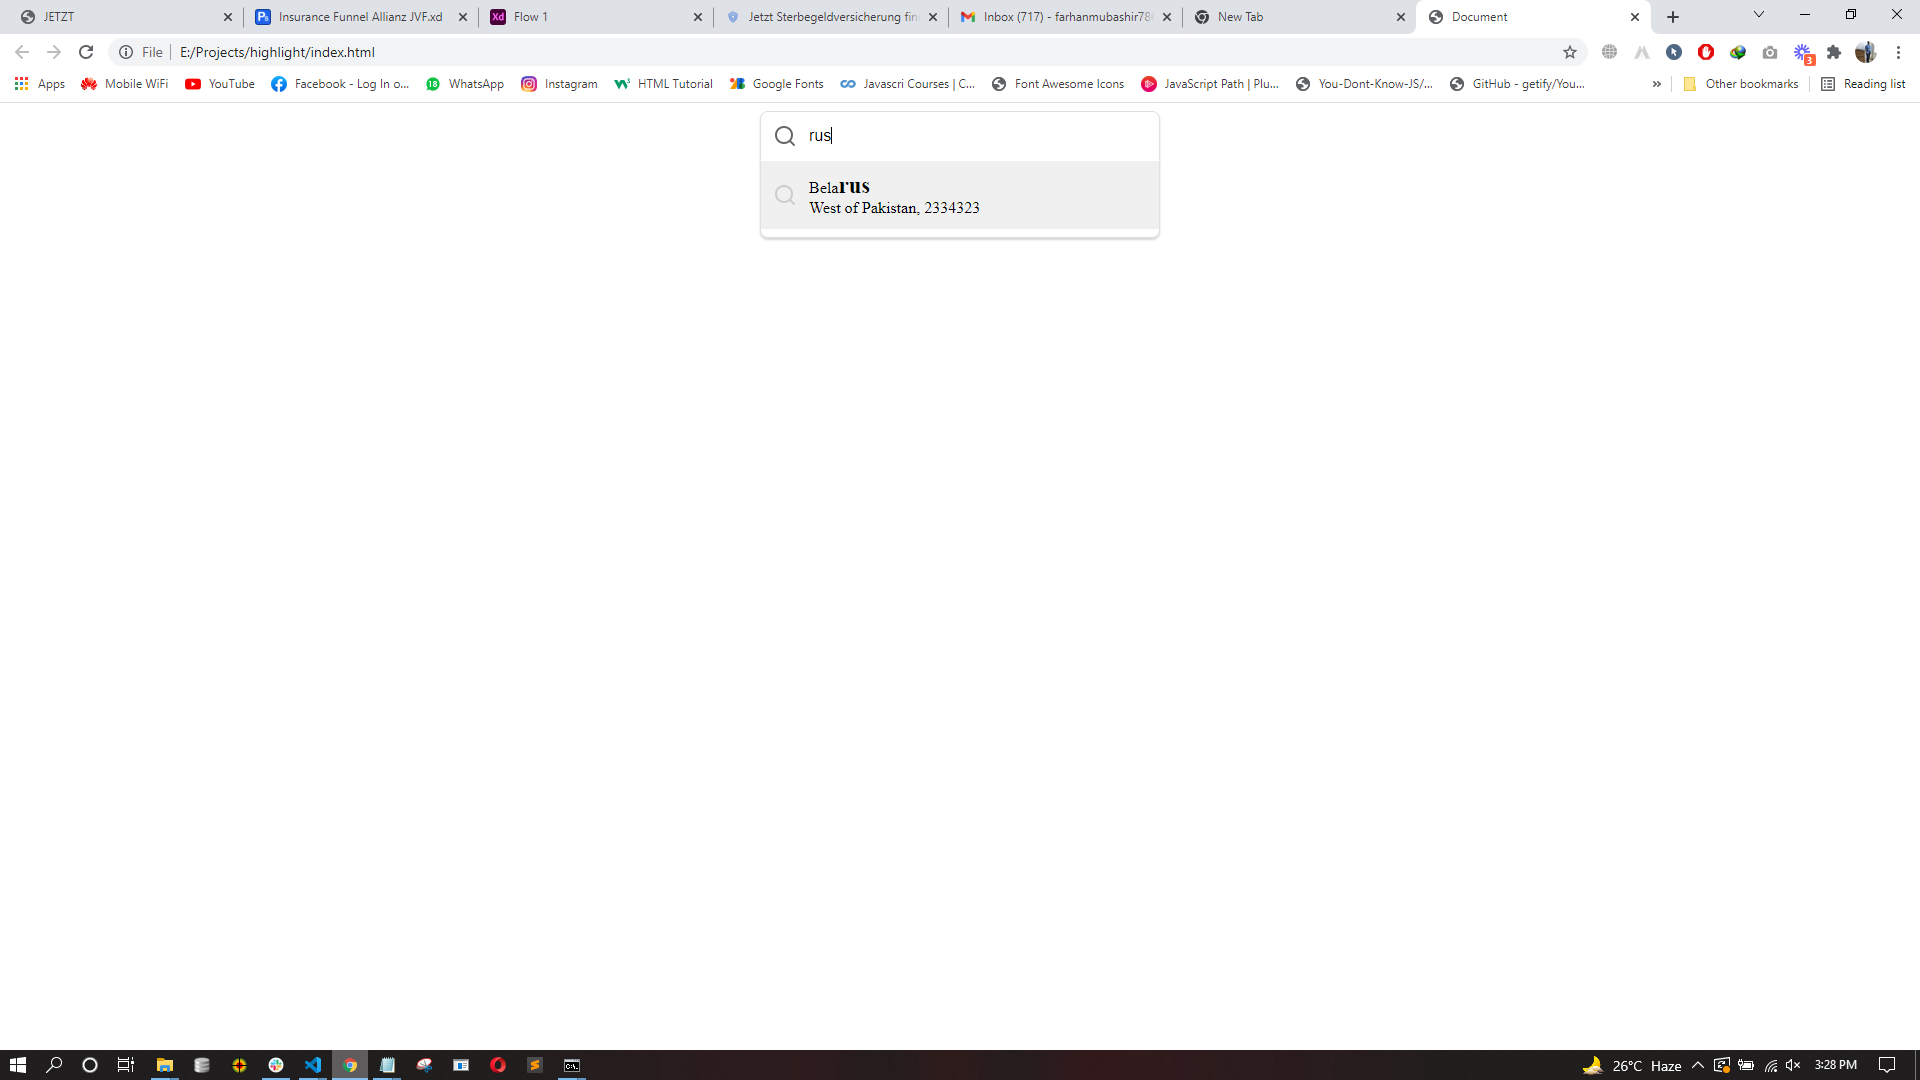 JETZT
Insurance Funnel Allianz JVF.xd
Xd Flow 1
Jetzt Sterbegeldversicherung fin
Inbox (717) - farhanmubashir78
New Tab
Document
File
E:/Projects/highlight/index.html
3
Apps
Mobile WiFi
YouTube
Facebook - Log In o...
18 WhatsApp
Instagram
HTML Tutorial
Google Fonts
Javascri Courses | C...
Font Awesome Icons
JavaScript Path | Plu...
You-Dont-Know-JS/...
GitHub - getify/You...
»
Other bookmarks
Reading list
rus
Belarus
West of Pakistan, 2334323
26°C Haze
3:28 PM